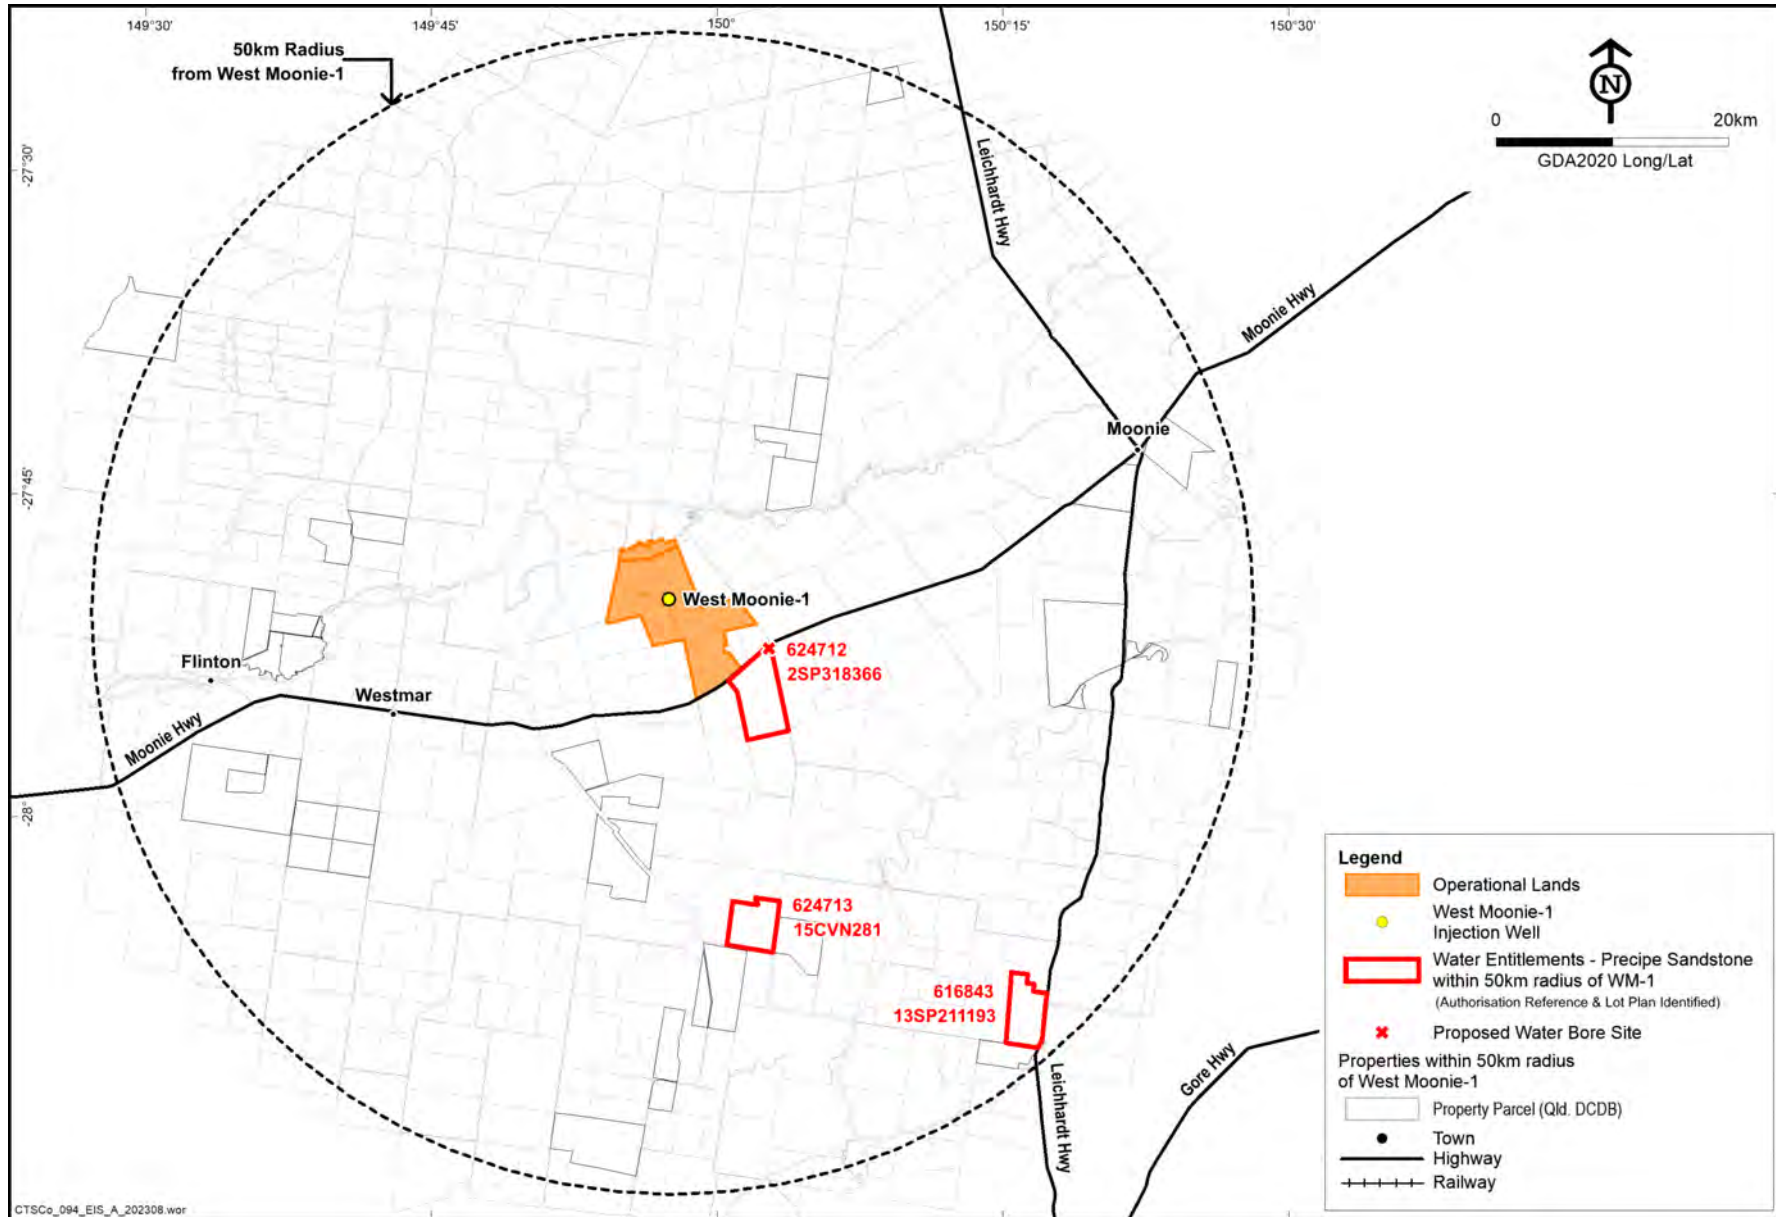 149°30'
149°45'
150°
150°15'
150°30'
50km Radius
from West Moonie-1
N
0 20km
GDA2020 Long/Lat
-27°30'
-27°45'
-28°
Leichhardt Hwy
Moonie Hwy
Moonie
West Moonie-1
624712
2SP318366
Flinton
Westmar
Moonie Hwy
624713
15CVN281
616843
13SP211193
Leichhardt Hwy
Gore Hwy
Legend
Operational Lands
West Moonie-1
Injection Well
Water Entitlements - Precipe Sandstone
within 50km radius of WM-1
(Authorisation Reference & Lot Plan Identified)
Proposed Water Bore Site
Properties within 50km radius
of West Moonie-1
Property Parcel (Qld. DCDB)
Town
Highway
Railway
CTSCo_094_EIS_A_202308.wor